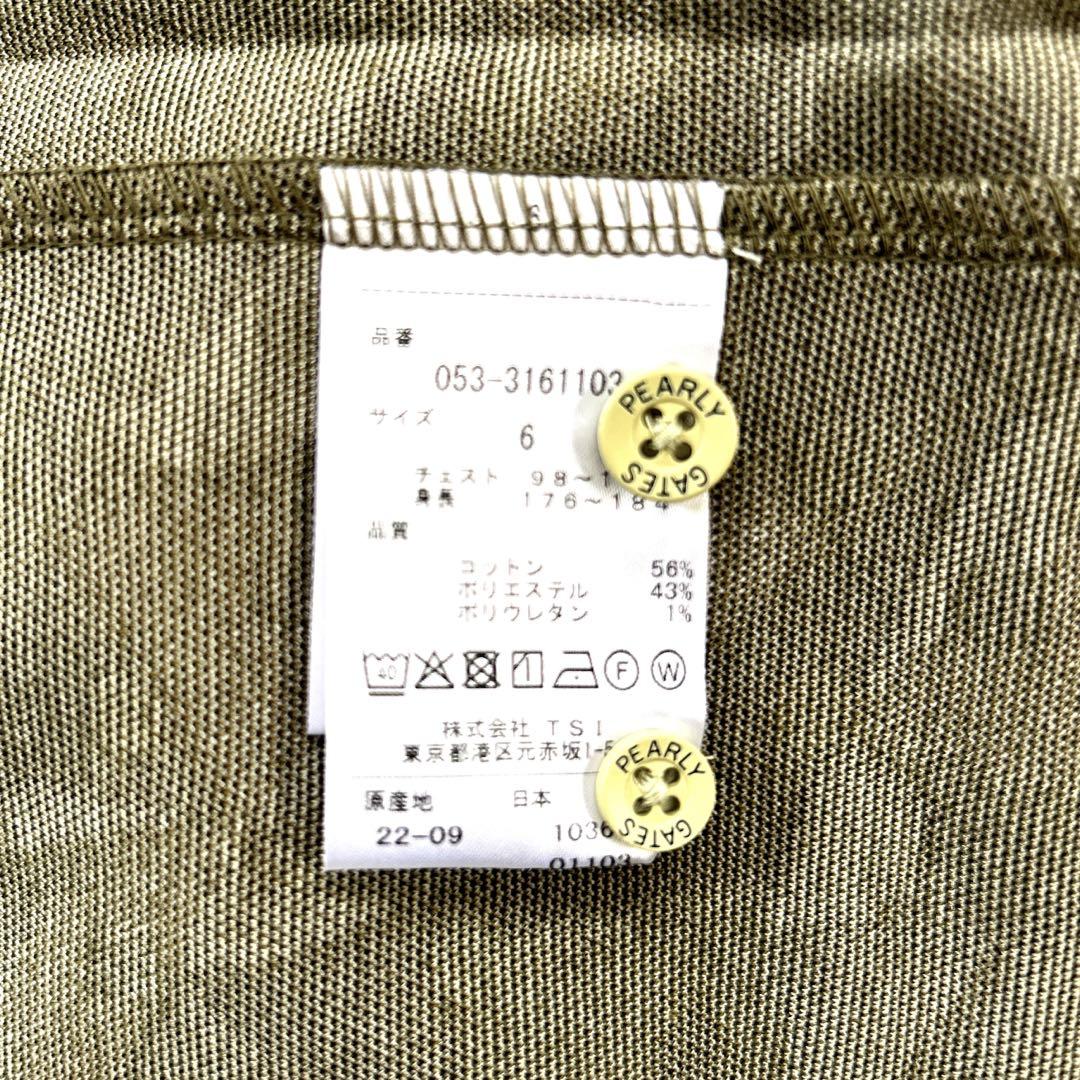 6
品番
053-3161103
サイズ
6
チェスト 98~1
身長 176~184
品質
コットン 56%
ポリエステル 43%
ポリウレタン 1%
40 F W
株式会社 TSI
東京都港区元赤坂1-
原産地 日本
22-09 1036
01103
PEARLY GATES
PEARLY GATES